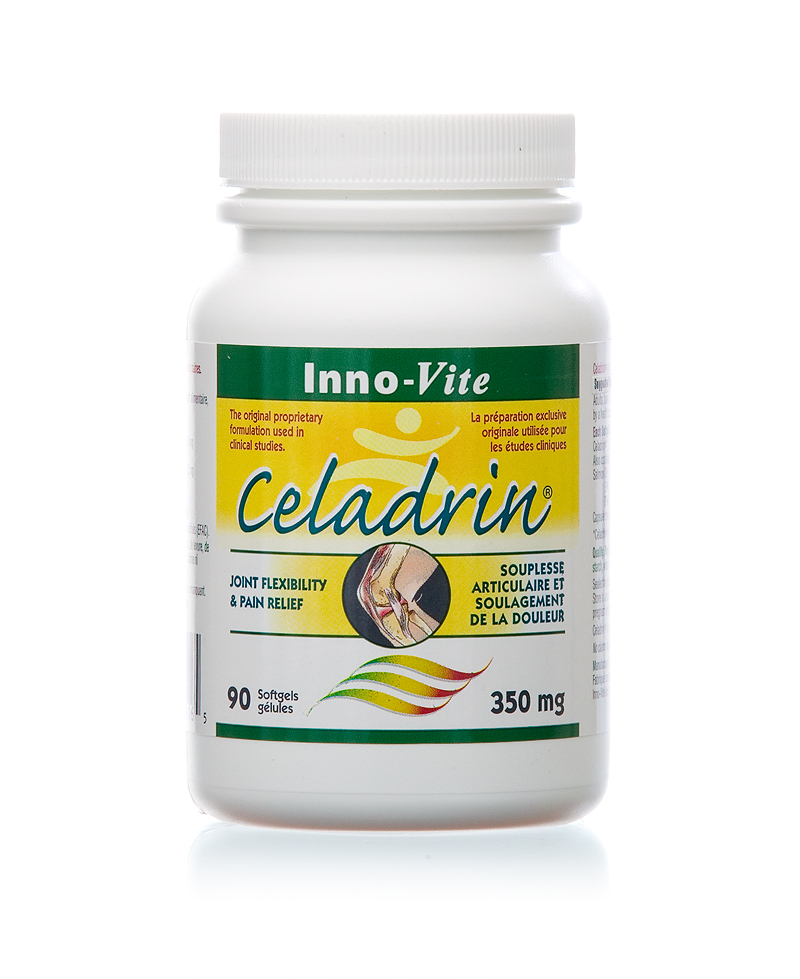 Inno-Vite
The original proprietary
formulation used in
clinical studies.
La préparation exclusive
originale utilisée pour
les études cliniques
Celadrin®
JOINT FLEXIBILITY
& PAIN RELIEF
SOUPLESSE
ARTICULAIRE ET
SOULAGEMENT
DE LA DOULEUR
90 Softgels
gélules
350 mg
5